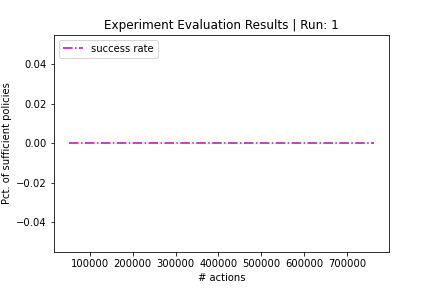 Experiment Evaluation Results | Run: 1
success rate
Pct. of sufficient policies
0.04
0.02
0.00
−0.02
−0.04
100000 200000 300000 400000 500000 600000 700000
# actions